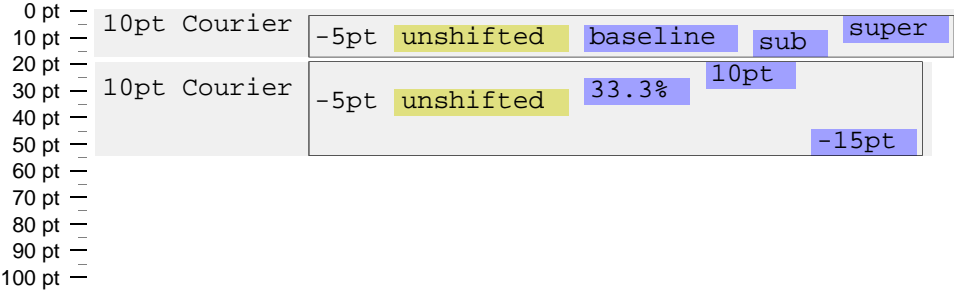 0 pt
10 pt
20 pt
30 pt
40 pt
50 pt
60 pt
70 pt
80 pt
90 pt
100 pt
10pt Courier -5pt unshifted baseline sub super
10pt Courier -5pt unshifted 33.3% 10pt -15pt